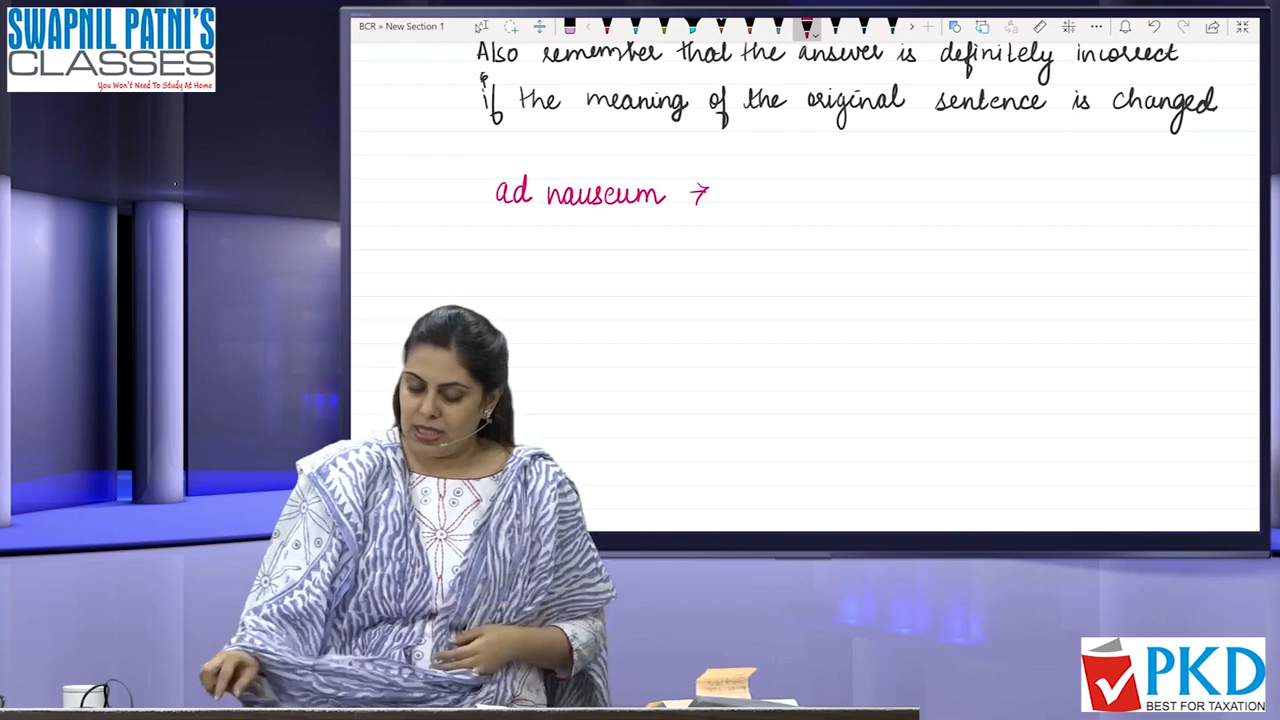 SWAPNIL PATNI'S
CLASSES
You Won't Need To Study At Home
BCR » New Section 1
Also remember that the answer is definitely incorrect
if the meaning of the original sentence is changed
ad nauseum →
PKD
BEST FOR TAXATION